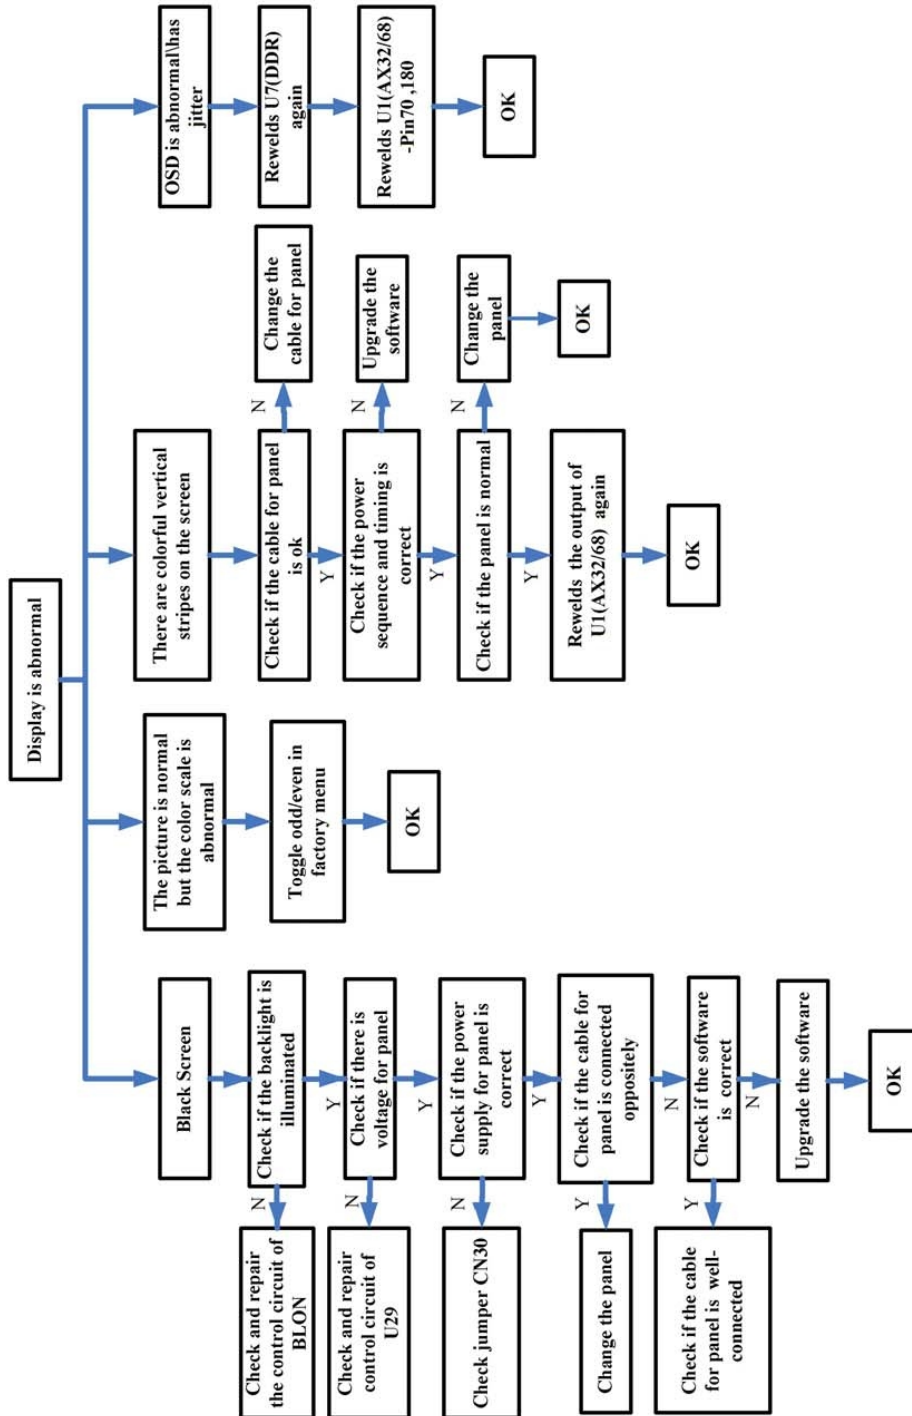 Display is abnormal
Black Screen
Check if the backlight is
illuminated
N
Check and repair
the control circuit of
BLON
Y
Check if there is
voltage for panel
N
Check and repair
control circuit of
U29
Y
Check if the power
supply for panel is
correct
N
Check jumper CN30
Y
Check if the cable for
panel is connected
oppositely
Y
Change the panel
N
Check if the software
is correct
Y
Check if the cable
for panel is well-
connected
N
Upgrade the software
OK
The picture is normal
but the color scale is
abnormal
Toggle odd/even in
factory menu
OK
There are colorful vertical
stripes on the screen
Check if the cable for panel
is ok
N
Change the
cable for panel
Y
Check if the power
sequence and timing is
correct
N
Upgrade the
software
Y
Check if the panel is normal
N
Change the
panel
OK
Y
Rewelds the output of
U1(AX32/68) again
OK
OSD is abnormal\has
jitter
Rewelds U7(DDR)
again
Rewelds U1(AX32/68)
-Pin70 ,180
OK